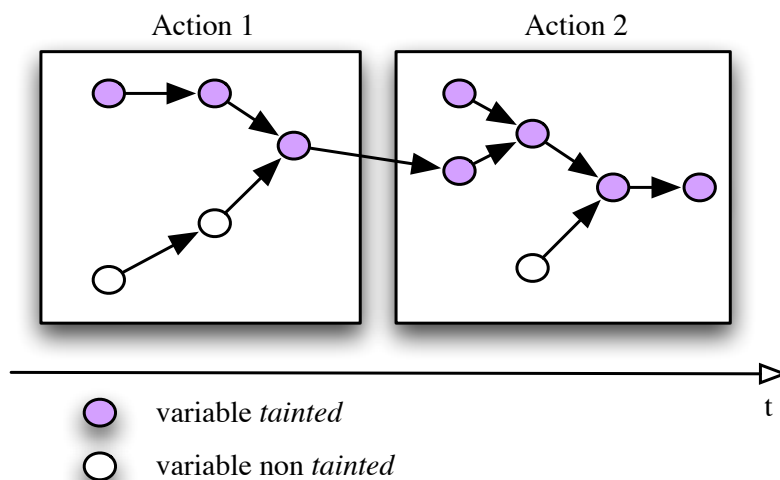 Action 1
Action 2
t
variable tainted
variable non tainted